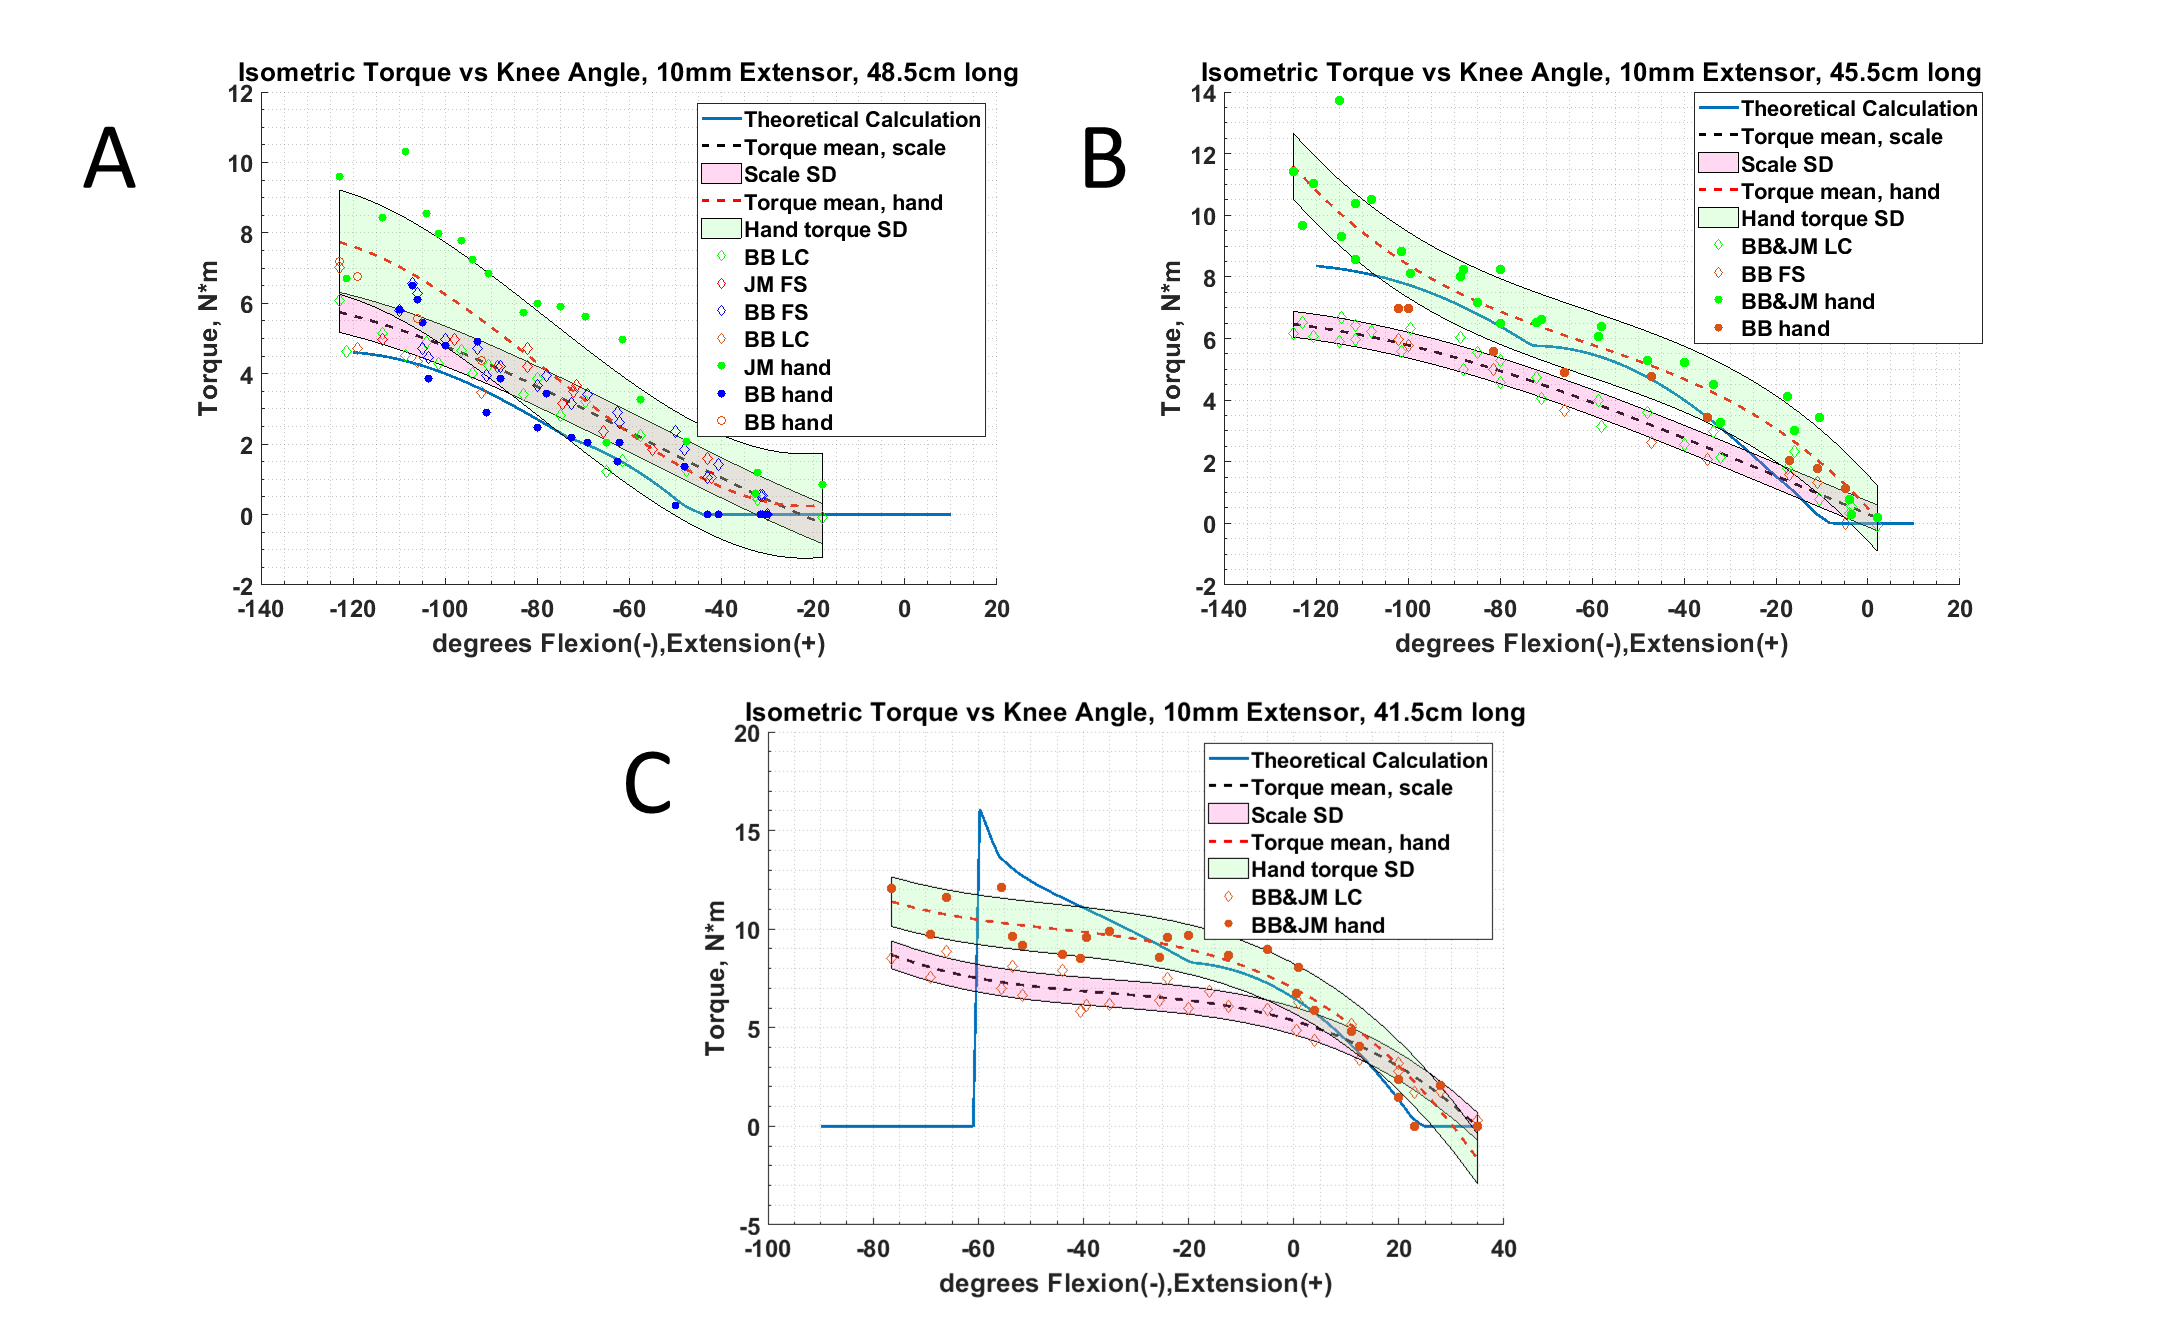 A
Isometric Torque vs Knee Angle, 10mm Extensor, 48.5cm long
12
10
8
6
4
2
0
-2
-140 -120 -100 -80 -60 -40 -20 0 20
Torque, N*m
degrees Flexion(-),Extension(+)
Theoretical Calculation
Torque mean, scale
Scale SD
Torque mean, hand
Hand torque SD
BB LC
JM FS
BB FS
BB LC
JM hand
BB hand
BB hand
B
Isometric Torque vs Knee Angle, 10mm Extensor, 45.5cm long
14
12
10
8
6
4
2
0
-2
-140 -120 -100 -80 -60 -40 -20 0 20
Torque, N*m
degrees Flexion(-),Extension(+)
Theoretical Calculation
Torque mean, scale
Scale SD
Torque mean, hand
Hand torque SD
BB&JM LC
BB FS
BB&JM hand
BB hand
C
Isometric Torque vs Knee Angle, 10mm Extensor, 41.5cm long
20
15
10
5
0
-5
-100 -80 -60 -40 -20 0 20 40
Torque, N*m
degrees Flexion(-),Extension(+)
Theoretical Calculation
Torque mean, scale
Scale SD
Torque mean, hand
Hand torque SD
BB&JM LC
BB&JM hand